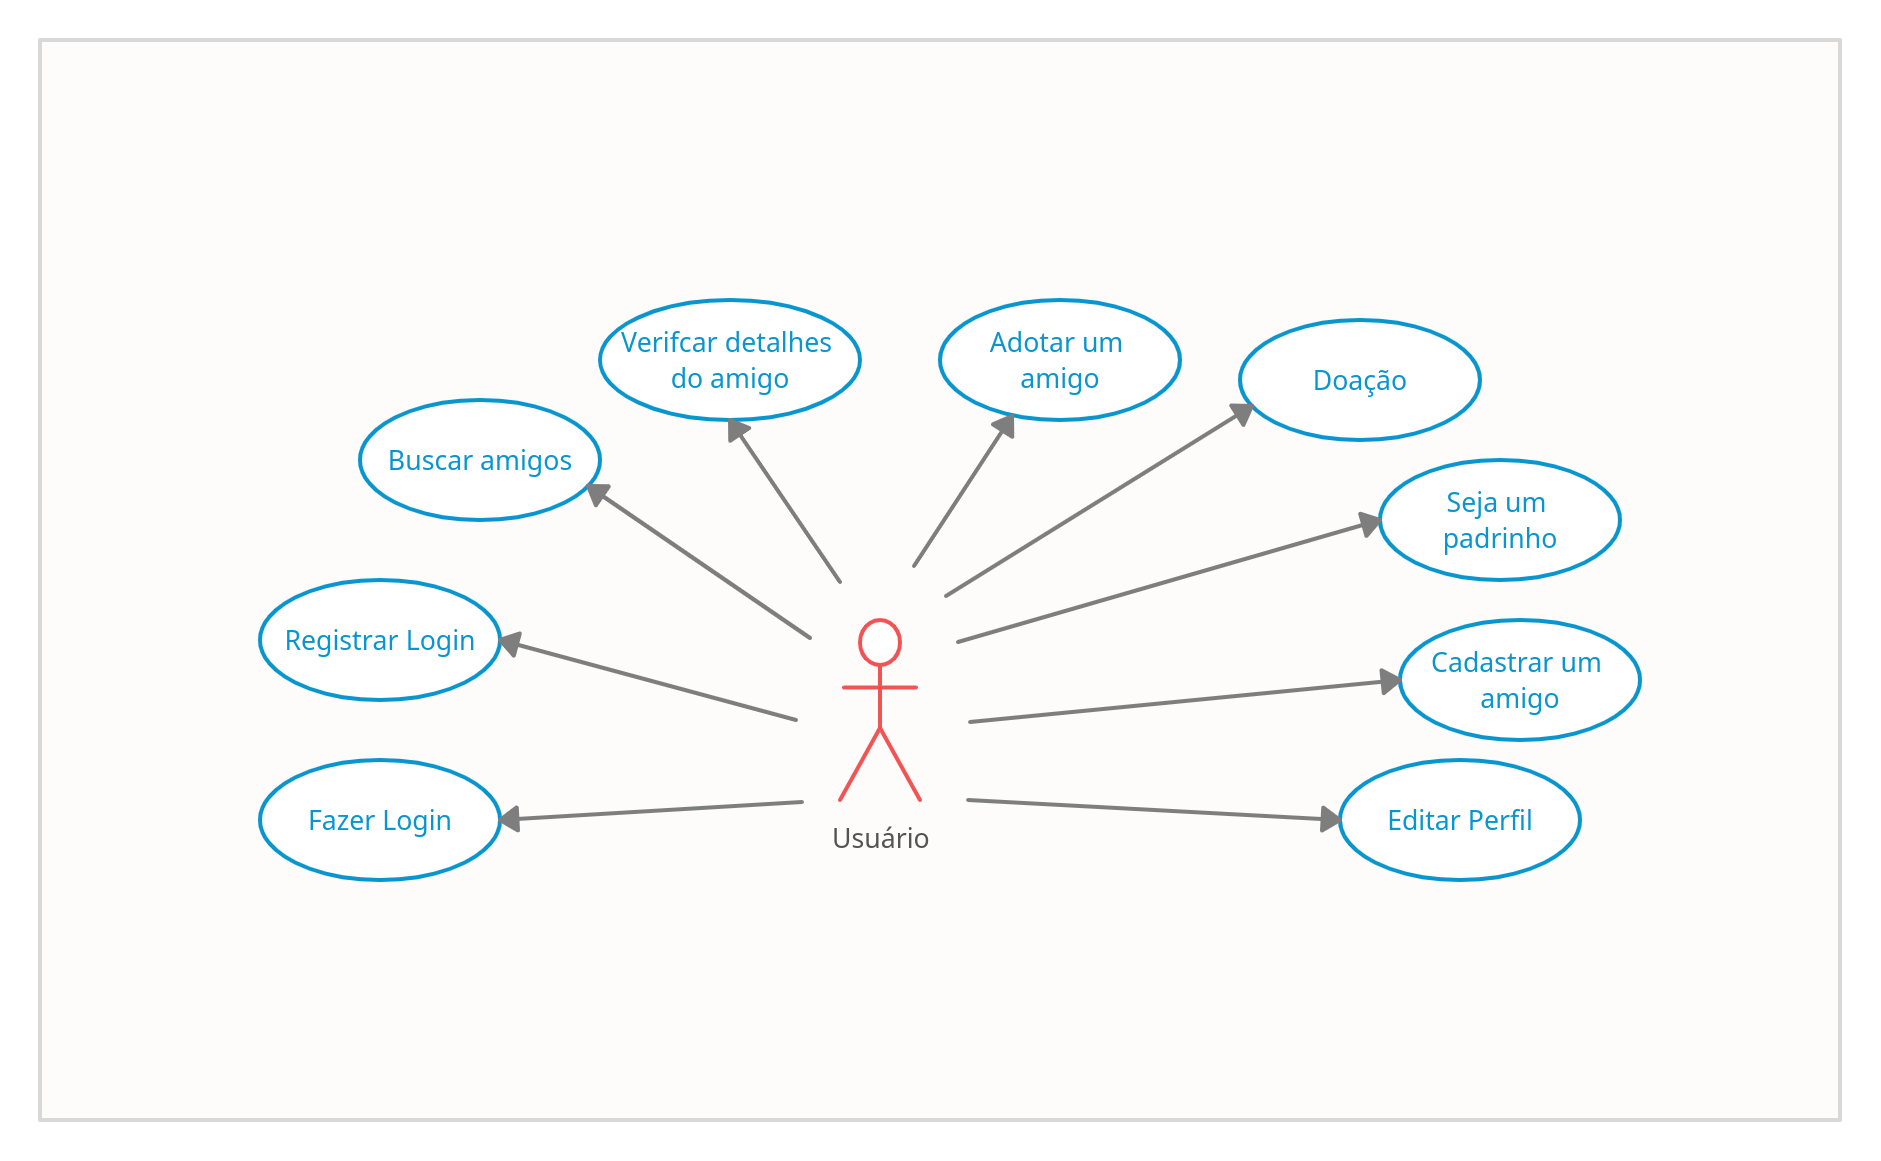 Verifcar detalhes
do amigo
Adotar um
amigo
Doação
Buscar amigos
Seja um
padrinho
Registrar Login
Cadastrar um
amigo
Fazer Login
Editar Perfil
Usuário